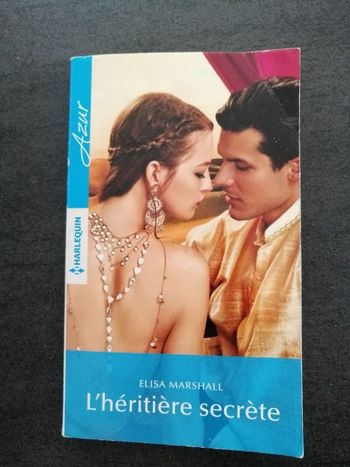 Azur
HARLEQUIN
ELISA MARSHALL
L'héritière secrète